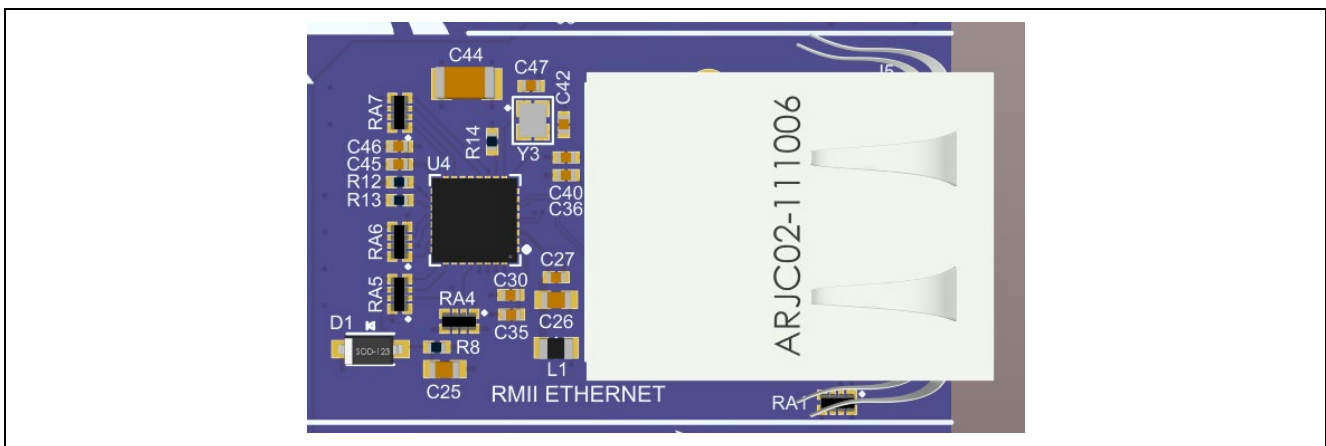 C44
C47
C42
RA7
R14
Y3
C46
C45
R12
R13
U4
C40
C36
RA6
RA5
C27
C30
C26
C35
RA4
D1
SOD-123
R8
C25
L1
RMII ETHERNET
RA1
ARJC02-111006